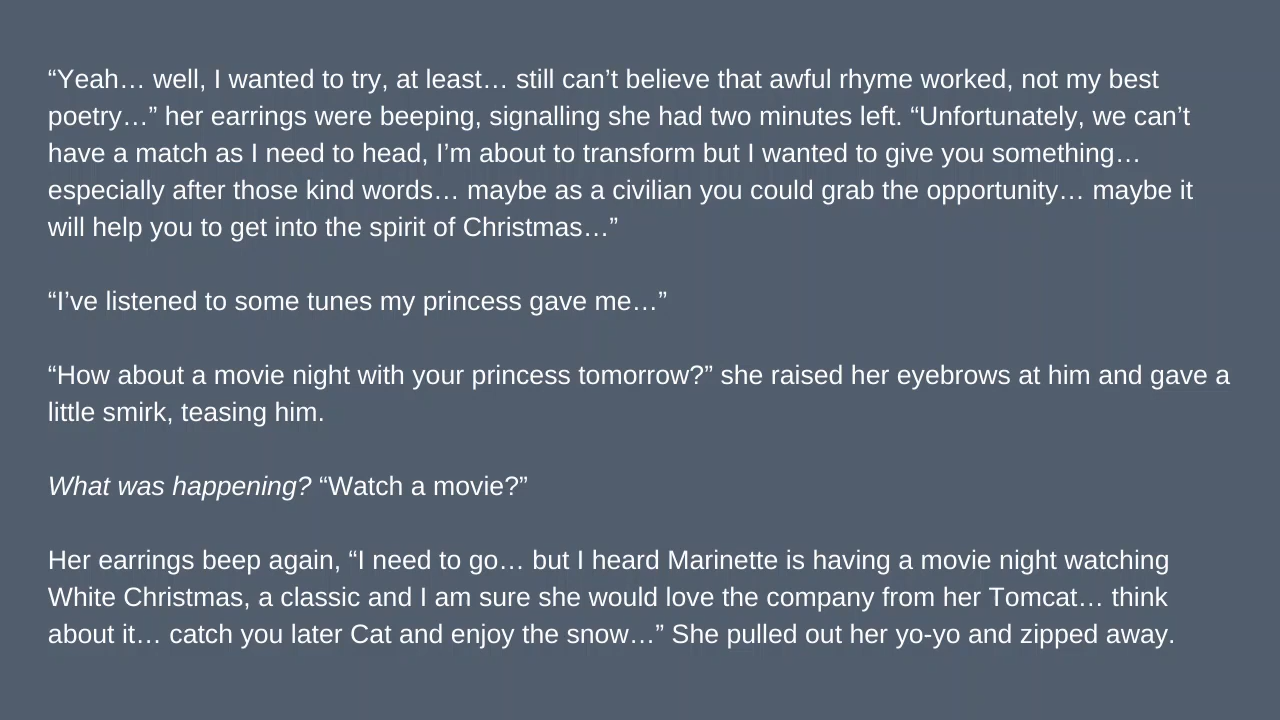 “Yeah… well, I wanted to try, at least… still can’t believe that awful rhyme worked, not my best
poetry…” her earrings were beeping, signalling she had two minutes left. “Unfortunately, we can’t
have a match as I need to head, I’m about to transform but I wanted to give you something…
especially after those kind words… maybe as a civilian you could grab the opportunity… maybe it
will help you to get into the spirit of Christmas…”
“I’ve listened to some tunes my princess gave me…”
“How about a movie night with your princess tomorrow?” she raised her eyebrows at him and gave a
little smirk, teasing him.
What was happening? “Watch a movie?”
Her earrings beep again, “I need to go… but I heard Marinette is having a movie night watching
White Christmas, a classic and I am sure she would love the company from her Tomcat… think
about it… catch you later Cat and enjoy the snow…” She pulled out her yo-yo and zipped away.